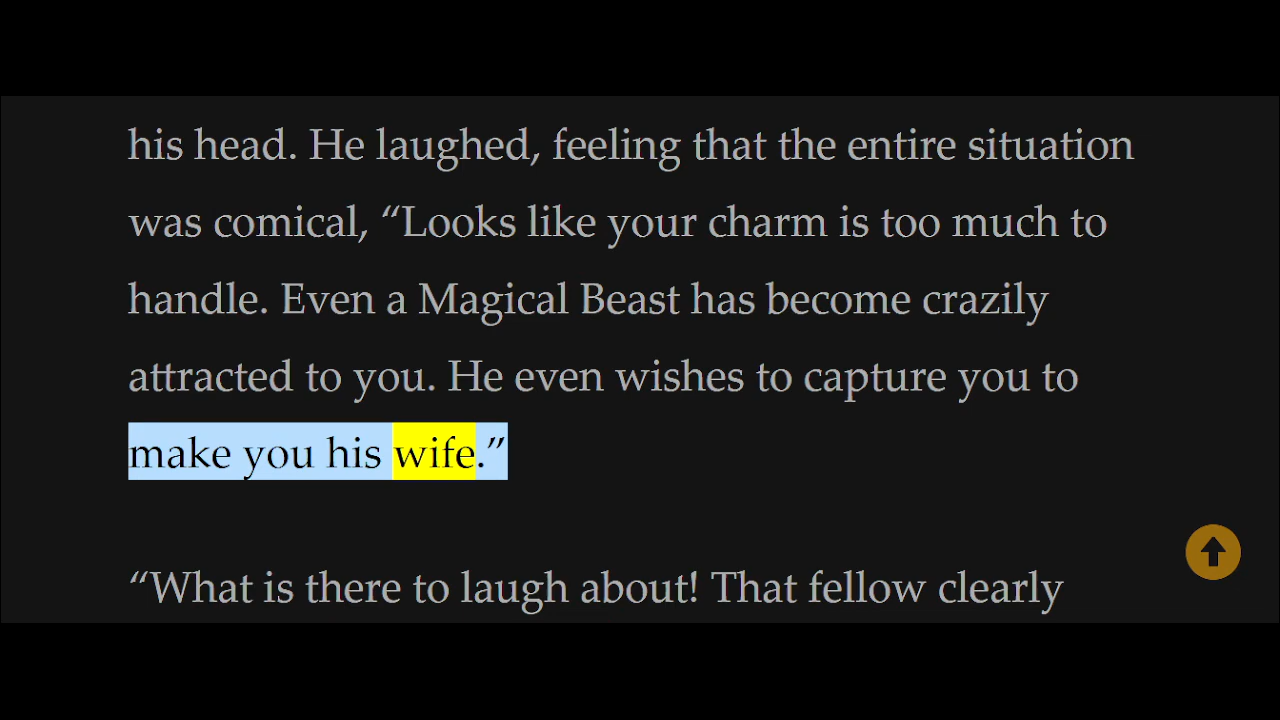 his head. He laughed, feeling that the entire situation
was comical, “Looks like your charm is too much to
handle. Even a Magical Beast has become crazily
attracted to you. He even wishes to capture you to
make you his wife.”
“What is there to laugh about! That fellow clearly